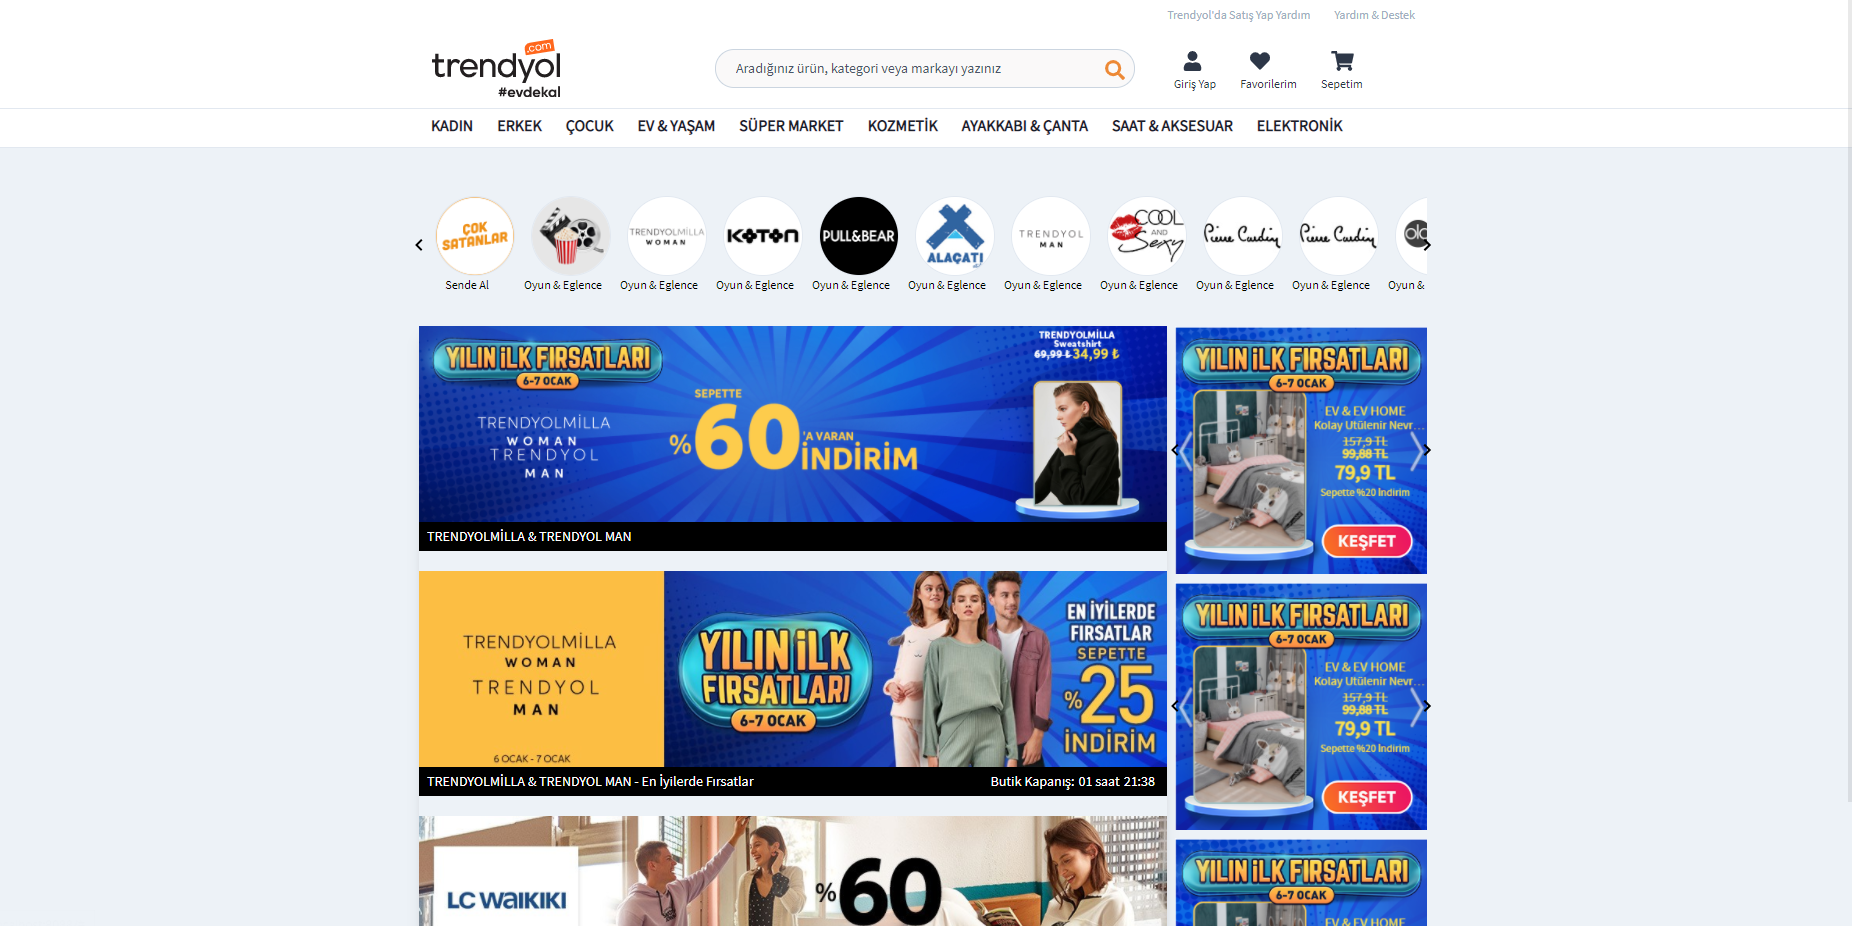 Trendyol'da Satış Yap Yardım
Yardım & Destek
trendyol
.com
#evdekal
Aradığınız ürün, kategori veya markayı yazınız
Giriş Yap
Favorilerim
Sepetim
KADIN
ERKEK
ÇOCUK
EV & YAŞAM
SÜPER MARKET
KOZMETİK
AYAKKABI & ÇANTA
SAAT & AKSESUAR
ELEKTRONİK
ÇOK
SATANLAR
TRENDYOLMİLLA
WOMAN
KOTON
PULL&BEAR
ALAÇATI
TRENDYOL
MAN
COOL
AND
Sexy
Pierre Cardin
Pierre Cardin
Sende Al
Oyun & Eglence
Oyun & Eglence
Oyun & Eglence
Oyun & Eglence
Oyun & Eglence
Oyun & Eglence
Oyun & Eglence
Oyun & Eglence
Oyun & Eglence
Oyun &
YILIN İLK FIRSATLARI
6-7 OCAK
TRENDYOLMİLLA
WOMAN
TRENDYOL
MAN
SEPETTE
%60'A VARAN
İNDİRİM
TRENDYOLMİLLA
Sweatshirt
69,99 ₺ 34,99 ₺
TRENDYOLMİLLA & TRENDYOL MAN
YILIN İLK FIRSATLARI
6-7 OCAK
EV & EV HOME
Kolay Ütülenir Nevr...
157,9 TL
99,88 TL
79,9 TL
Sepette %20 İndirim
KEŞFET
TRENDYOLMILLA
WOMAN
TRENDYOL
MAN
6 OCAK - 7 OCAK
YILIN İLK
FIRSATLARI
6-7 OCAK
EN İYİLERDE
FIRSATLAR
SEPETTE
%25
İNDİRİM
TRENDYOLMİLLA & TRENDYOL MAN - En İyilerde Fırsatlar
Butik Kapanış: 01 saat 21:38
YILIN İLK FIRSATLARI
6-7 OCAK
EV & EV HOME
Kolay Ütülenir Nevr...
157,9 TL
99,88 TL
79,9 TL
Sepette %20 İndirim
KEŞFET
LC WAIKIKI
%60
YILIN İLK FIRSATLARI
6-7 OCAK
EV & EV HOME